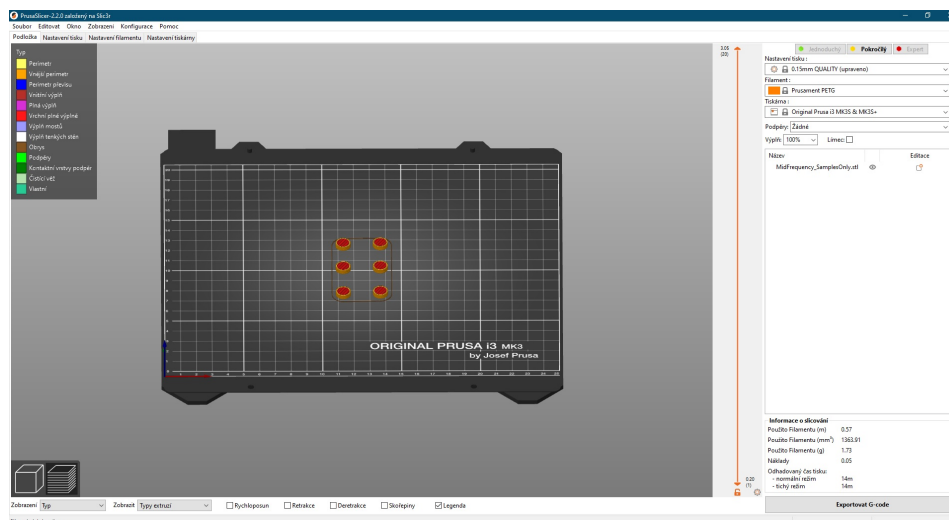 PrusaSlicer-2.2.0 založený na Slic3r
Soubor Editovat Okno Zobrazení Konfigurace Pomoc
Podložka Nastavení tisku Nastavení filamentu Nastavení tiskárny
Typ
Perimetr
Vnější perimetr
Perimetr převisu
Vnitřní výplň
Plná výplň
Vrchní plné výplně
Výplň mostů
Výplň tenkých stěn
Obrys
Podpěry
Kontaktní vrstvy podpěr
Čisticí věž
Vlastní
ORIGINAL PRUSA i3 MK3
by Josef Prusa
3.05
(20)
0.20
(1)
Jednoduchý Pokročilý Expert
Nastavení tisku :
0.15mm QUALITY (upraveno)
Filament :
Prusament PETG
Tiskárna :
Original Prusa i3 MK3S & MK3S+
Podpěry: Žádné
Výplň: 100% Límec:
Název Editace
MidFrequency_SamplesOnly.stl
Informace o slicování
Použito Filamentu (m) 0.57
Použito Filamentu (mm³) 1363.91
Použito Filamentu (g) 1.73
Náklady 0.05
Odhadovaný čas tisku:
- normální režim 14m
- tichý režim 14m
Zobrazení Typ Zobrazit Typy extruzí Rychloposun Retrakce Deretrakce Skořepiny Legenda
Exportovat G-code